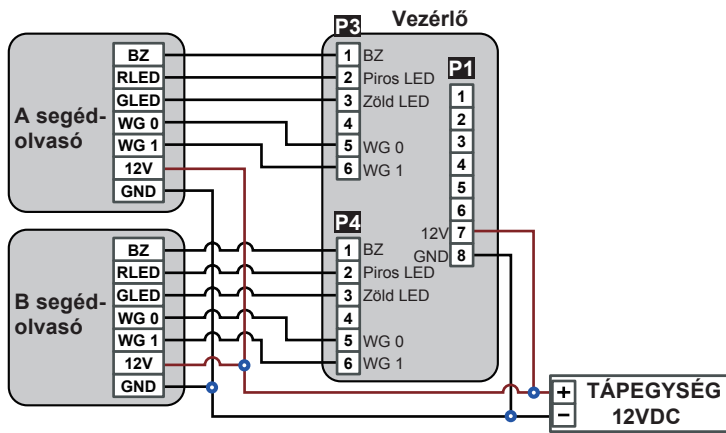 Vezérlő
A segéd-
olvasó
BZ
RLED
GLED
WG 0
WG 1
12V
GND
P3
1 BZ
2 Piros LED
3 Zöld LED
4
5 WG 0
6 WG 1
P1
1
2
3
4
5
6
12V 7
GND 8
B segéd-
olvasó
BZ
RLED
GLED
WG 0
WG 1
12V
GND
P4
1 BZ
2 Piros LED
3 Zöld LED
4
5 WG 0
6 WG 1
+ TÁPEGYSÉG
− 12VDC